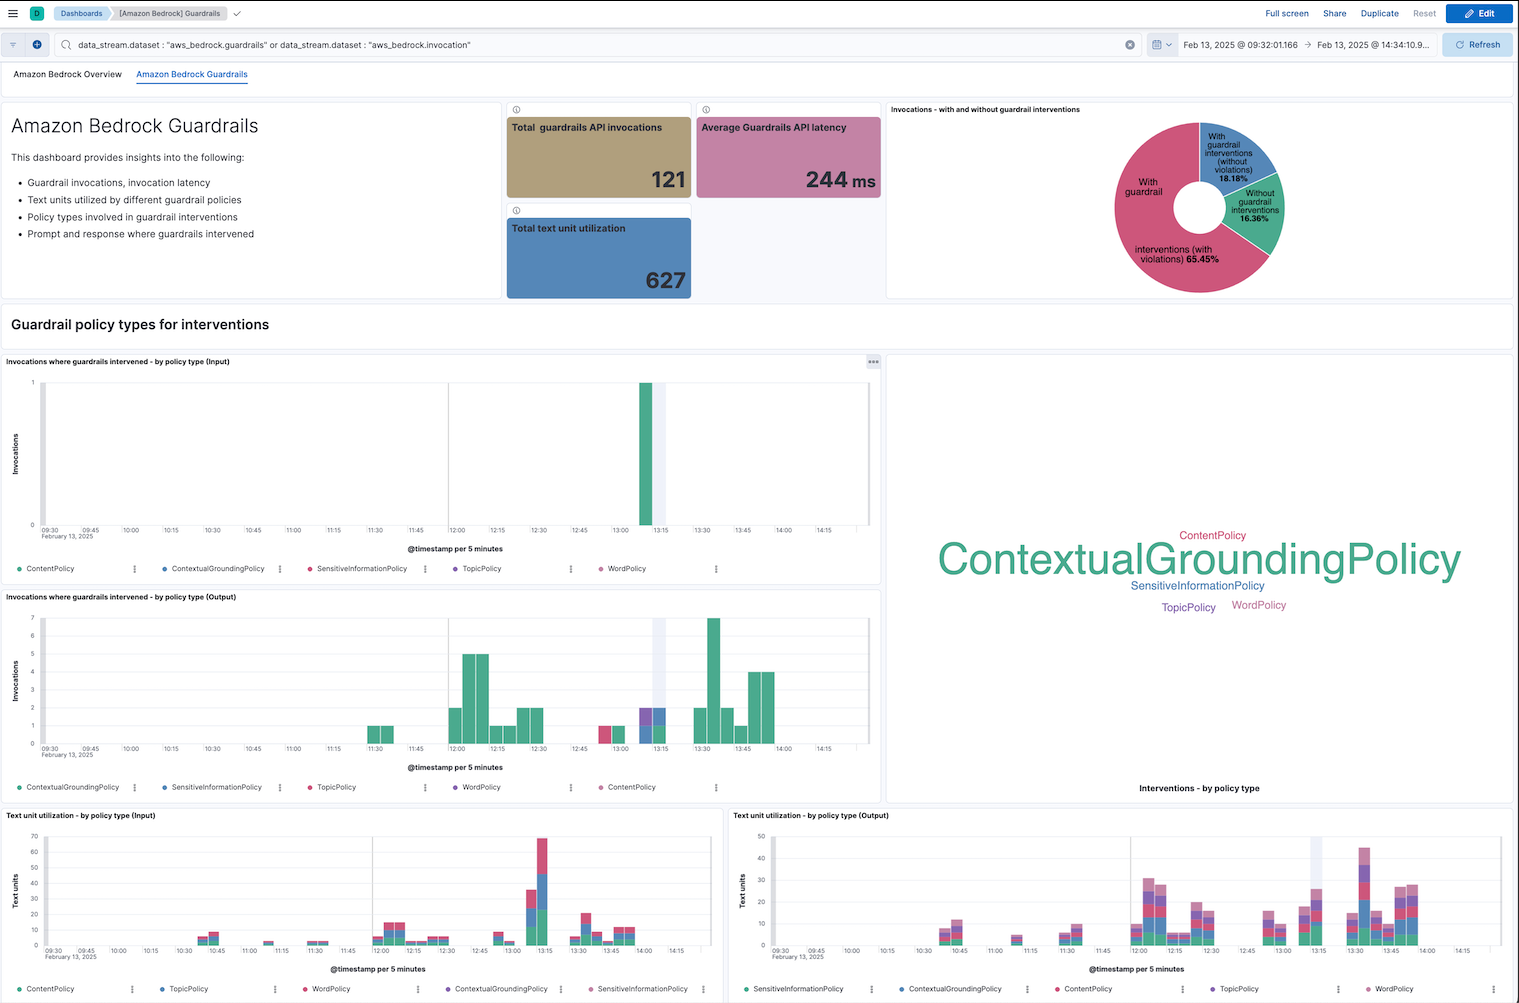 D
Dashboards
[Amazon Bedrock] Guardrails
Full screen
Share
Duplicate
Reset
Edit
data_stream.dataset : "aws_bedrock.guardrails" or data_stream.dataset : "aws_bedrock.invocation"
Feb 13, 2025 @ 09:32:01.166 → Feb 13, 2025 @ 14:34:10.9...
Refresh
Amazon Bedrock Overview
Amazon Bedrock Guardrails
Amazon Bedrock Guardrails
This dashboard provides insights into the following:
• Guardrail invocations, invocation latency
• Text units utilized by different guardrail policies
• Policy types involved in guardrail interventions
• Prompt and response where guardrails intervened
Total guardrails API invocations
121
Average Guardrails API latency
244 ms
Total text unit utilization
627
Invocations - with and without guardrail interventions
With
guardrail
interventions
(without
violations)
18.18%
Without
guardrail
interventions
16.36%
With
guardrail
interventions (with
violations) 65.45%
Guardrail policy types for interventions
Invocations where guardrails intervened - by policy type (Input)
1
0
Invocations
09:30 09:45 10:00 10:15 10:30 10:45 11:00 11:15 11:30 11:45 12:00 12:15 12:30 12:45 13:00 13:15 13:30 13:45 14:00 14:15
February 13, 2025
@timestamp per 5 minutes
ContentPolicy
ContextualGroundingPolicy
SensitiveInformationPolicy
TopicPolicy
WordPolicy
ContentPolicy
ContextualGroundingPolicy
SensitiveInformationPolicy
TopicPolicy
WordPolicy
Interventions - by policy type
Invocations where guardrails intervened - by policy type (Output)
7
6
5
4
3
2
1
0
Invocations
09:30 09:45 10:00 10:15 10:30 10:45 11:00 11:15 11:30 11:45 12:00 12:15 12:30 12:45 13:00 13:15 13:30 13:45 14:00 14:15
February 13, 2025
@timestamp per 5 minutes
ContextualGroundingPolicy
SensitiveInformationPolicy
TopicPolicy
WordPolicy
ContentPolicy
Text unit utilization - by policy type (Input)
70
60
50
40
30
20
10
0
Text units
09:30 09:45 10:00 10:15 10:30 10:45 11:00 11:15 11:30 11:45 12:00 12:15 12:30 12:45 13:00 13:15 13:30 13:45 14:00 14:15
February 13, 2025
@timestamp per 5 minutes
ContentPolicy
TopicPolicy
WordPolicy
ContextualGroundingPolicy
SensitiveInformationPolicy
Text unit utilization - by policy type (Output)
50
40
30
20
10
0
Text units
09:30 09:45 10:00 10:15 10:30 10:45 11:00 11:15 11:30 11:45 12:00 12:15 12:30 12:45 13:00 13:15 13:30 13:45 14:00 14:15
February 13, 2025
@timestamp per 5 minutes
SensitiveInformationPolicy
ContextualGroundingPolicy
ContentPolicy
TopicPolicy
WordPolicy